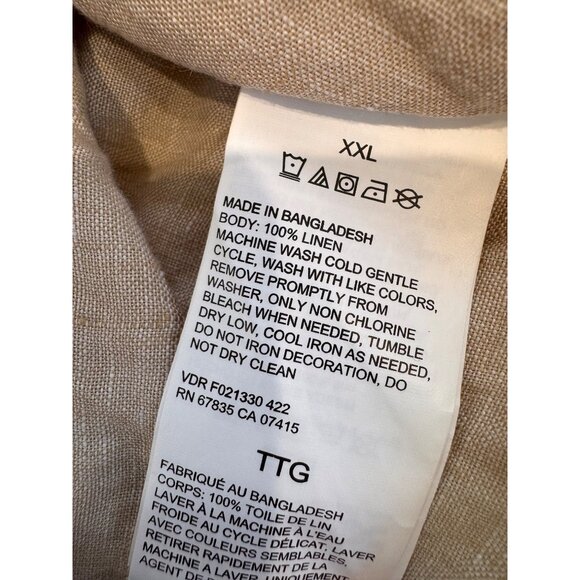 XXL
MADE IN BANGLADESH
BODY: 100% LINEN
MACHINE WASH COLD GENTLE
CYCLE, WASH WITH LIKE COLORS,
REMOVE PROMPTLY FROM
WASHER, ONLY NON CHLORINE
BLEACH WHEN NEEDED, TUMBLE
DRY LOW, COOL IRON AS NEEDED,
DO NOT IRON DECORATION, DO
NOT DRY CLEAN
VDR F021330 422
RN 67835 CA 07415
TTG
FABRIQUÉ AU BANGLADESH
CORPS: 100% TOILE DE LIN
LAVER À LA MACHINE À L'EAU
FROIDE AU CYCLE DÉLICAT, LAVER
AVEC COULEURS SEMBLABLES,
RETIRER RAPIDEMENT DE LA
MACHINE A LAVER, UNIQUEMENT
AGENT DE